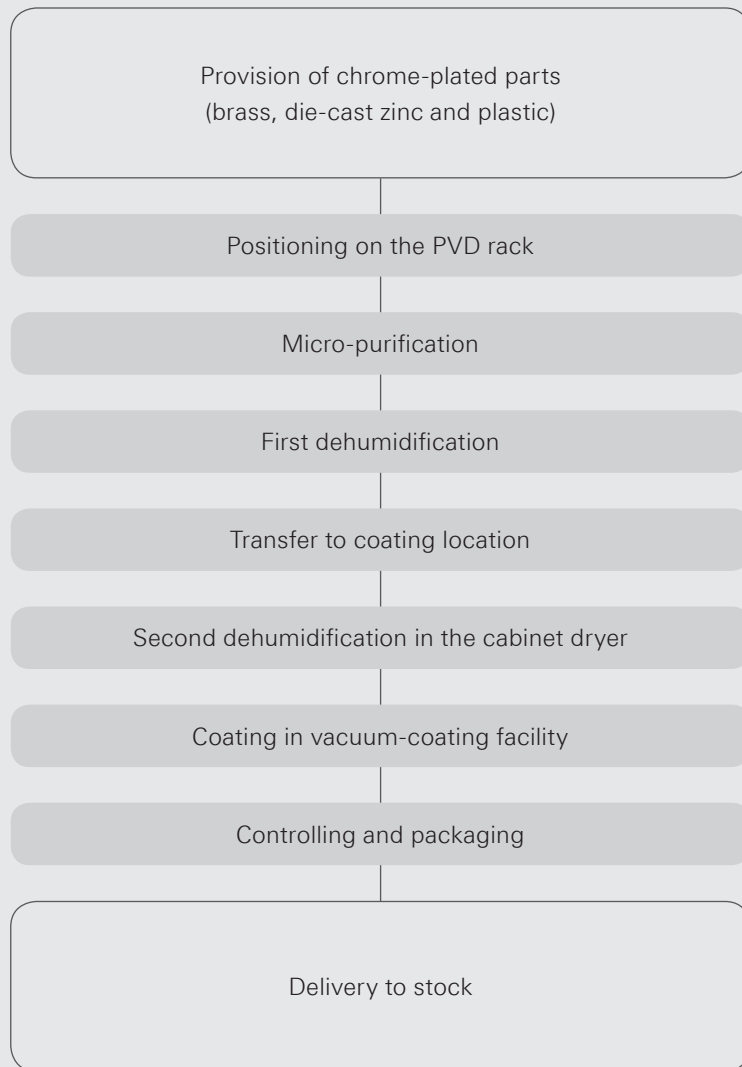 Provision of chrome-plated parts
(brass, die-cast zinc and plastic)
Positioning on the PVD rack
Micro-purification
First dehumidification
Transfer to coating location
Second dehumidification in the cabinet dryer
Coating in vacuum-coating facility
Controlling and packaging
Delivery to stock